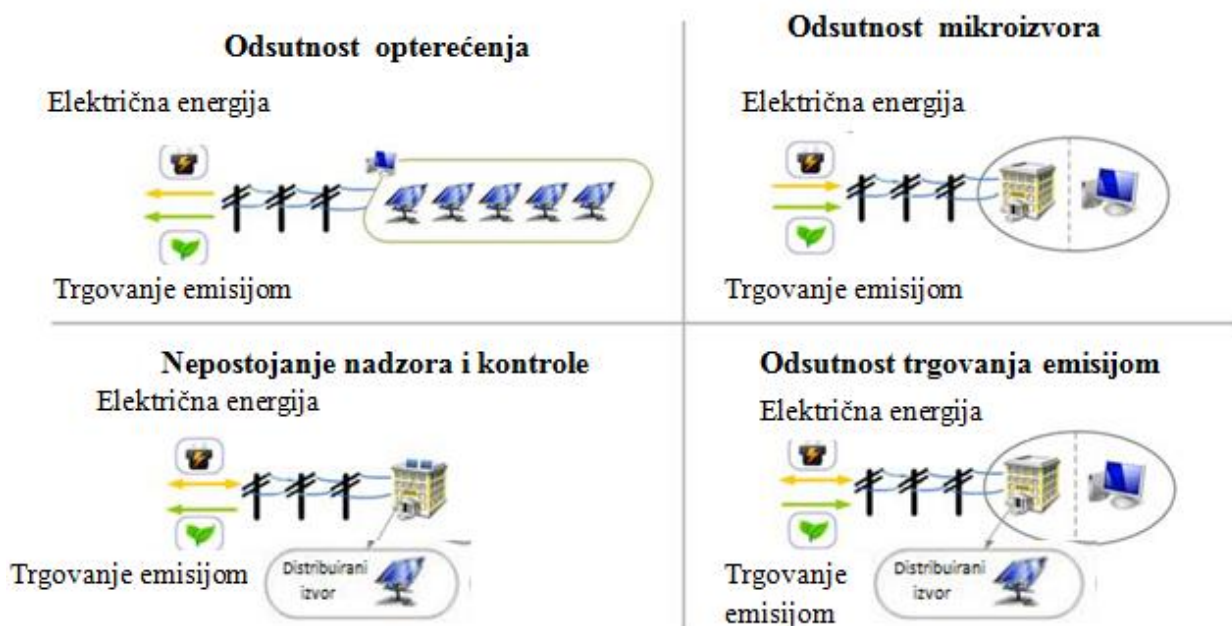 Odsutnost opterećenja
Električna energija
Trgovanje emisijom
Odsutnost mikroizvora
Električna energija
Trgovanje emisijom
Nepostojanje nadzora i kontrole
Električna energija
Trgovanje emisijom
Distribuirani
izvor
Odsutnost trgovanja emisijom
Električna energija
Trgovanje
emisijom
Distribuirani
izvor